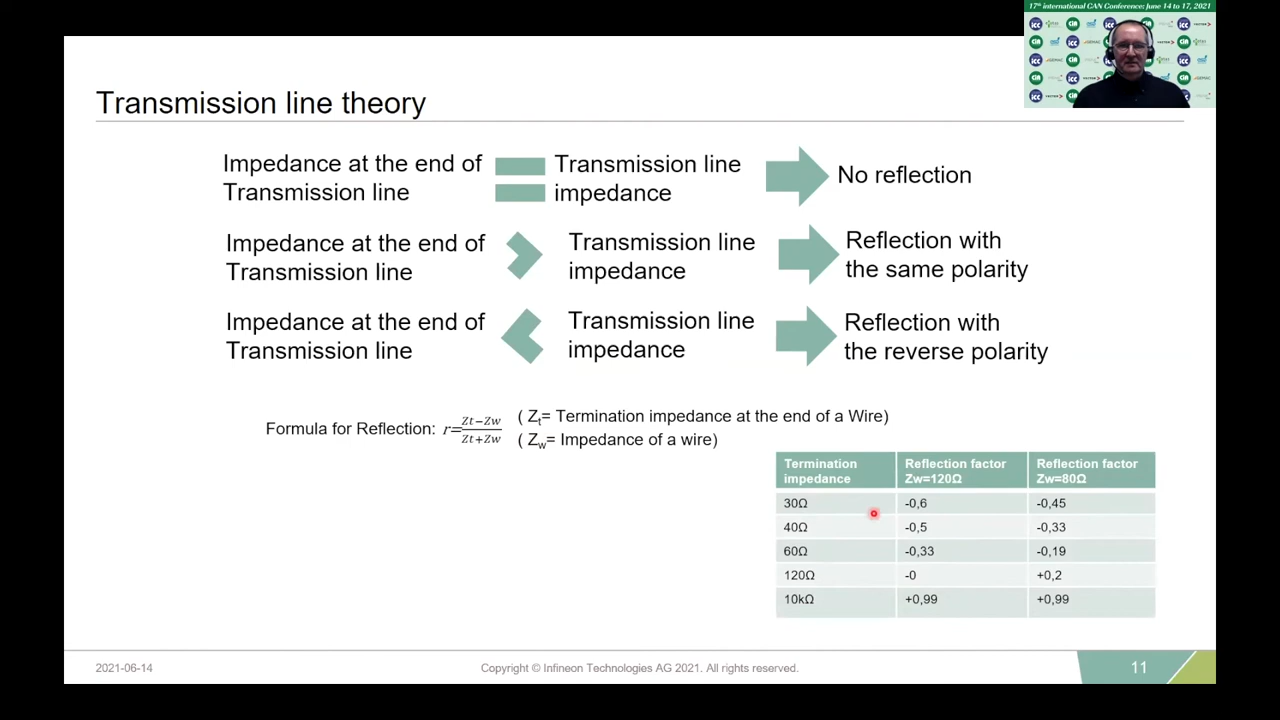 17th international CAN Conference: June 14 to 17, 2021
Transmission line theory
Impedance at the end of
Transmission line
Transmission line
impedance
No reflection
Impedance at the end of
Transmission line
Transmission line
impedance
Reflection with
the same polarity
Impedance at the end of
Transmission line
Transmission line
impedance
Reflection with
the reverse polarity
Formula for Reflection: r=Zt−Zw/Zt+Zw
( Zt= Termination impedance at the end of a Wire)
( Zw= Impedance of a wire)
Termination impedance | Reflection factor Zw=120Ω | Reflection factor Zw=80Ω
30Ω -0,6 -0,45
40Ω -0,5 -0,33
60Ω -0,33 -0,19
120Ω -0 +0,2
10kΩ +0,99 +0,99
2021-06-14
Copyright © Infineon Technologies AG 2021. All rights reserved.
11